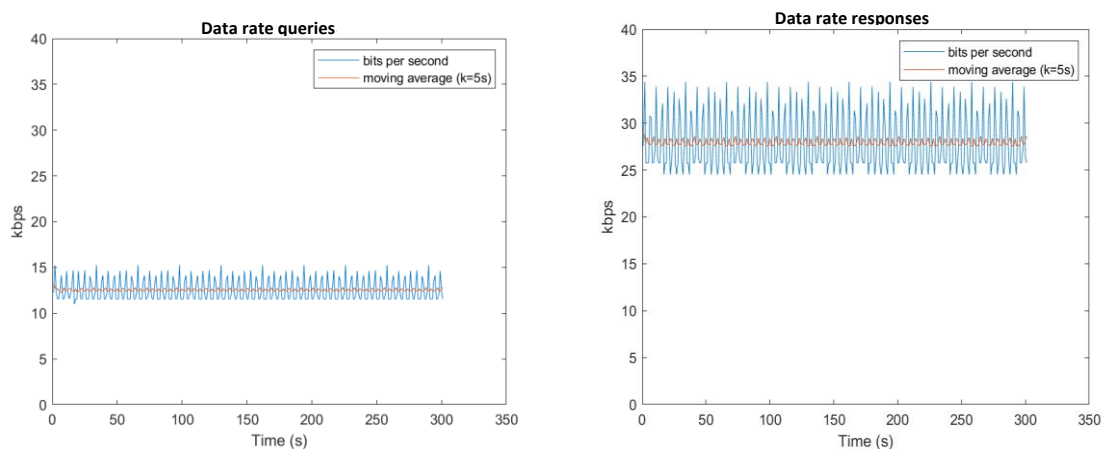 Data rate queries
40
35
30
25
20
15
10
5
0
kbps
bits per second
moving average (k=5s)
0 50 100 150 200 250 300 350
Time (s)
Data rate responses
40
35
30
25
20
15
10
5
0
kbps
bits per second
moving average (k=5s)
0 50 100 150 200 250 300 350
Time (s)